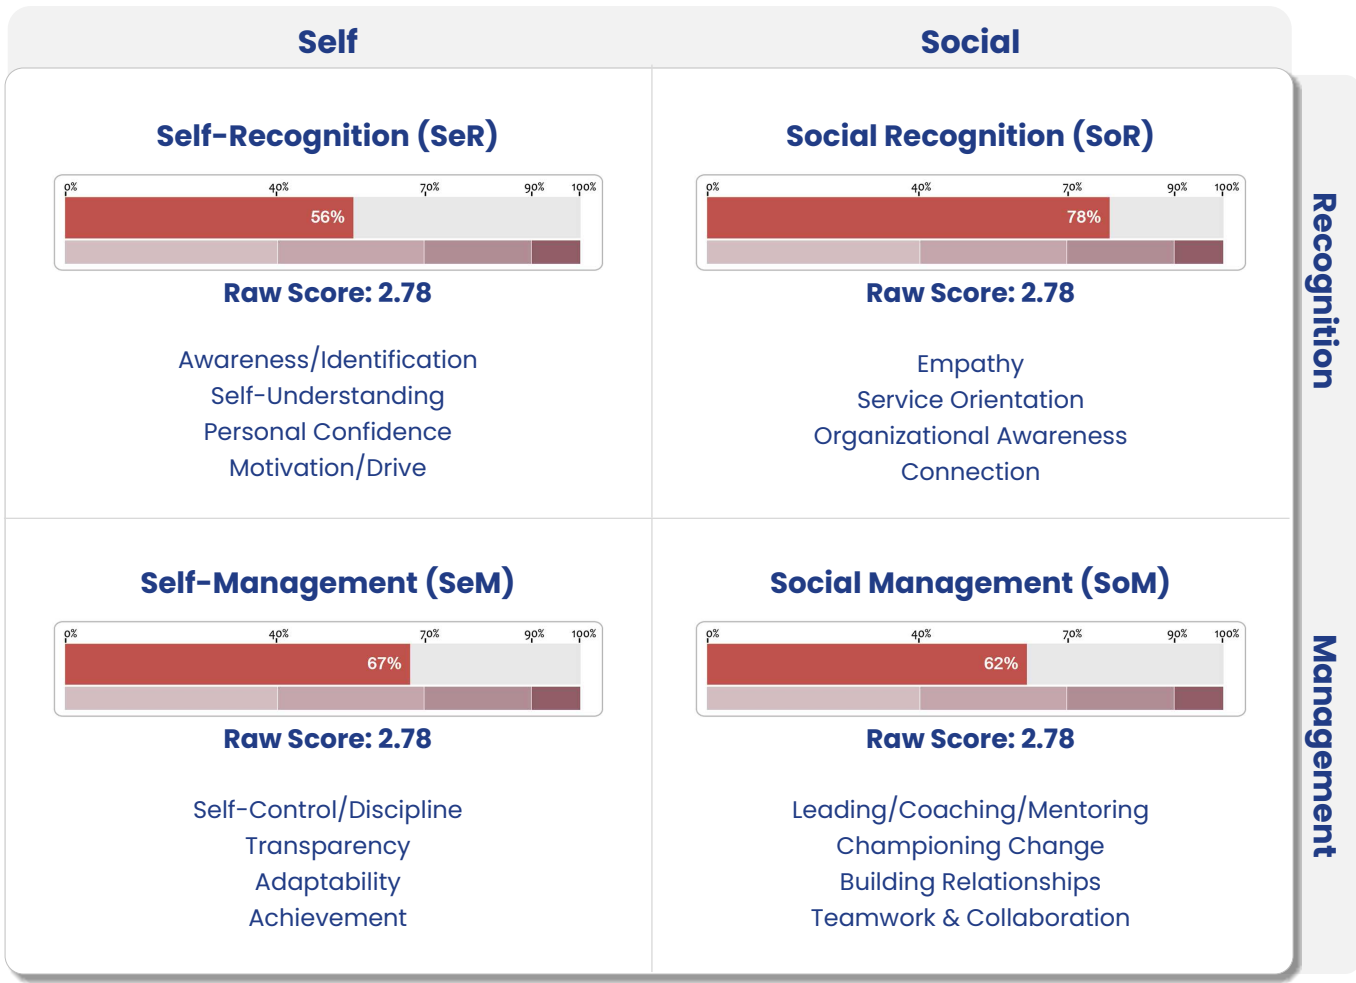 Self
Social
Self-Recognition (SeR)
0% 40% 70% 90% 100%
56%
Raw Score: 2.78
Awareness/Identification
Self-Understanding
Personal Confidence
Motivation/Drive
Social Recognition (SoR)
0% 40% 70% 90% 100%
78%
Raw Score: 2.78
Empathy
Service Orientation
Organizational Awareness
Connection
Recognition
Self-Management (SeM)
0% 40% 70% 90% 100%
67%
Raw Score: 2.78
Self-Control/Discipline
Transparency
Adaptability
Achievement
Social Management (SoM)
0% 40% 70% 90% 100%
62%
Raw Score: 2.78
Leading/Coaching/Mentoring
Championing Change
Building Relationships
Teamwork & Collaboration
Management